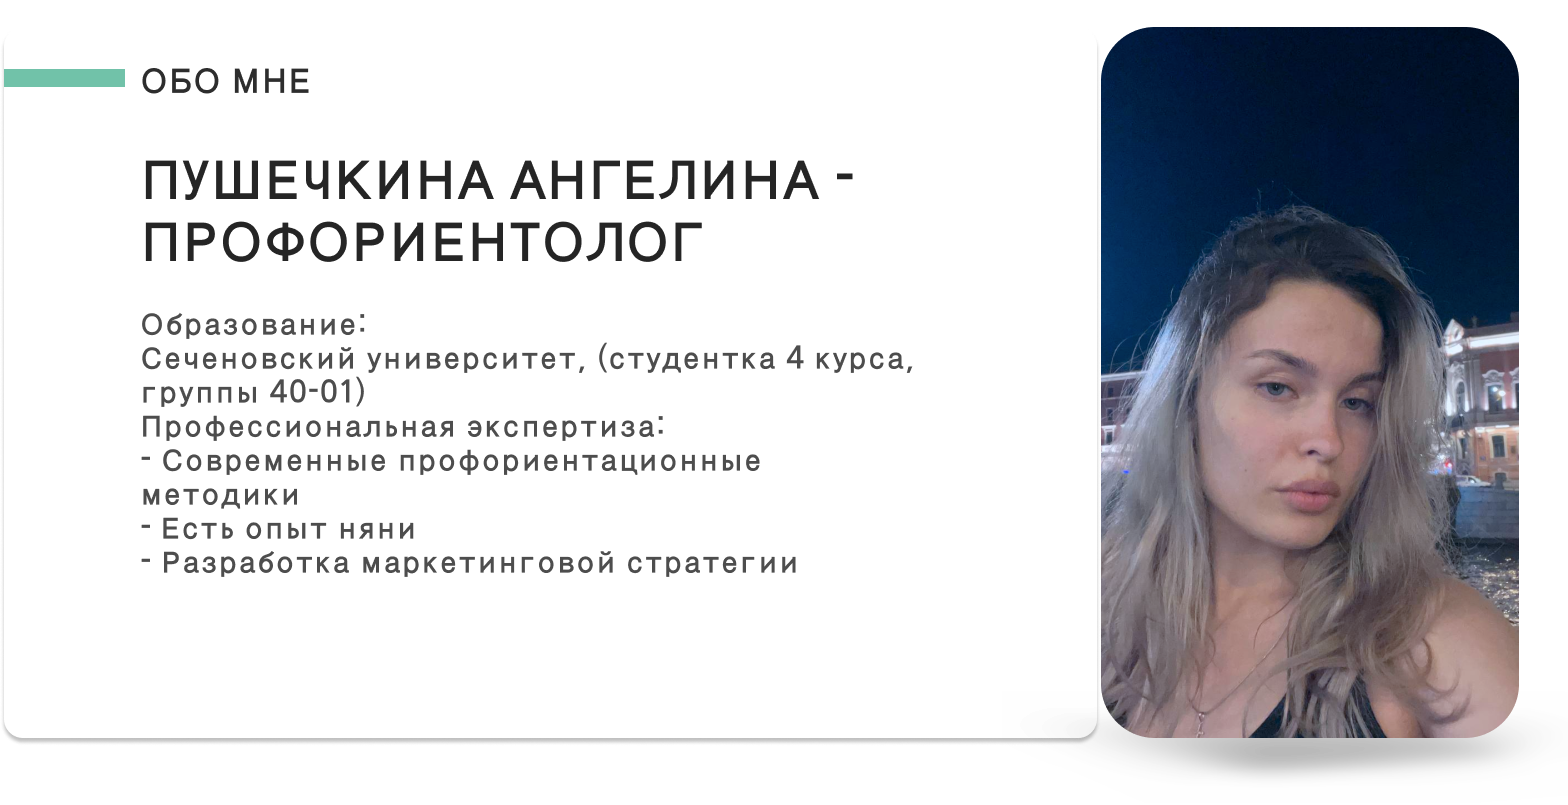 ОБО МНЕ
ПУШЕЧКИНА АНГЕЛИНА -
ПРОФОРИЕНТОЛОГ
Образование:
Сеченовский университет, (студентка 4 курса,
группы 40-01)
Профессиональная экспертиза:
- Современные профориентационные
методики
- Есть опыт няни
- Разработка маркетинговой стратегии